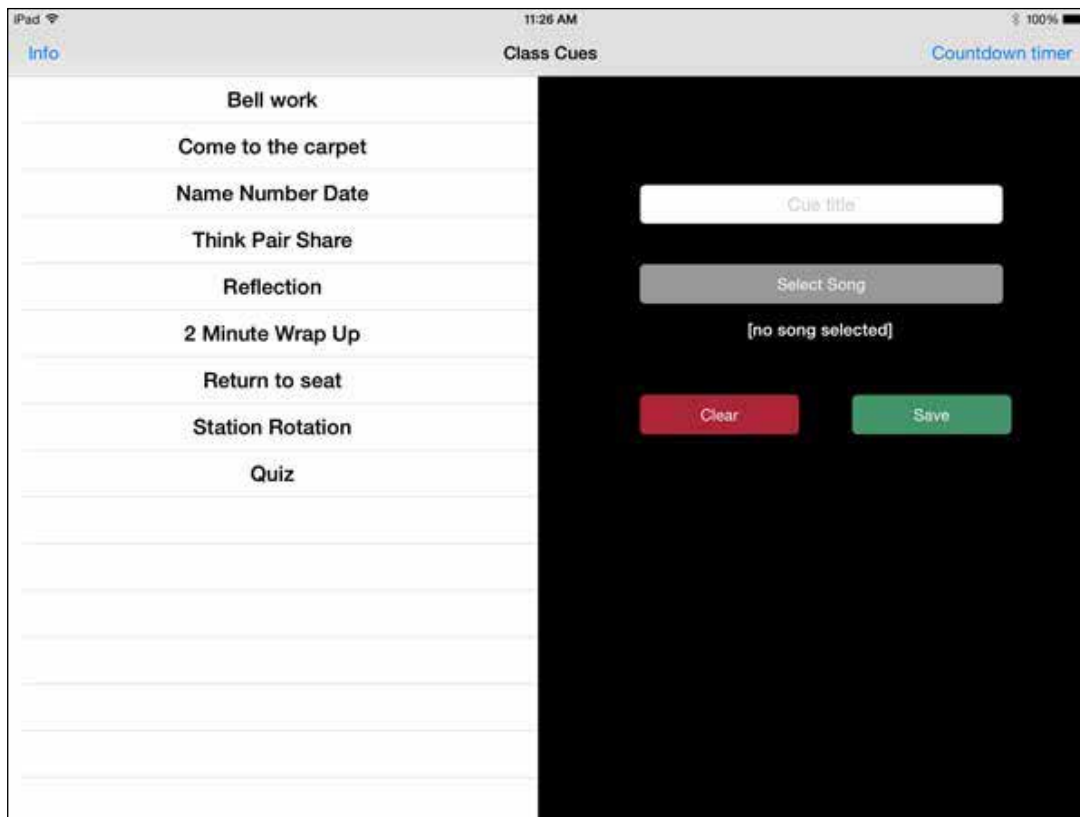 iPad 11:26 AM 100%
Info Class Cues Countdown timer
Bell work
Come to the carpet
Name Number Date
Think Pair Share
Reflection
2 Minute Wrap Up
Return to seat
Station Rotation
Quiz
Cue title
Select Song
[no song selected]
Clear Save